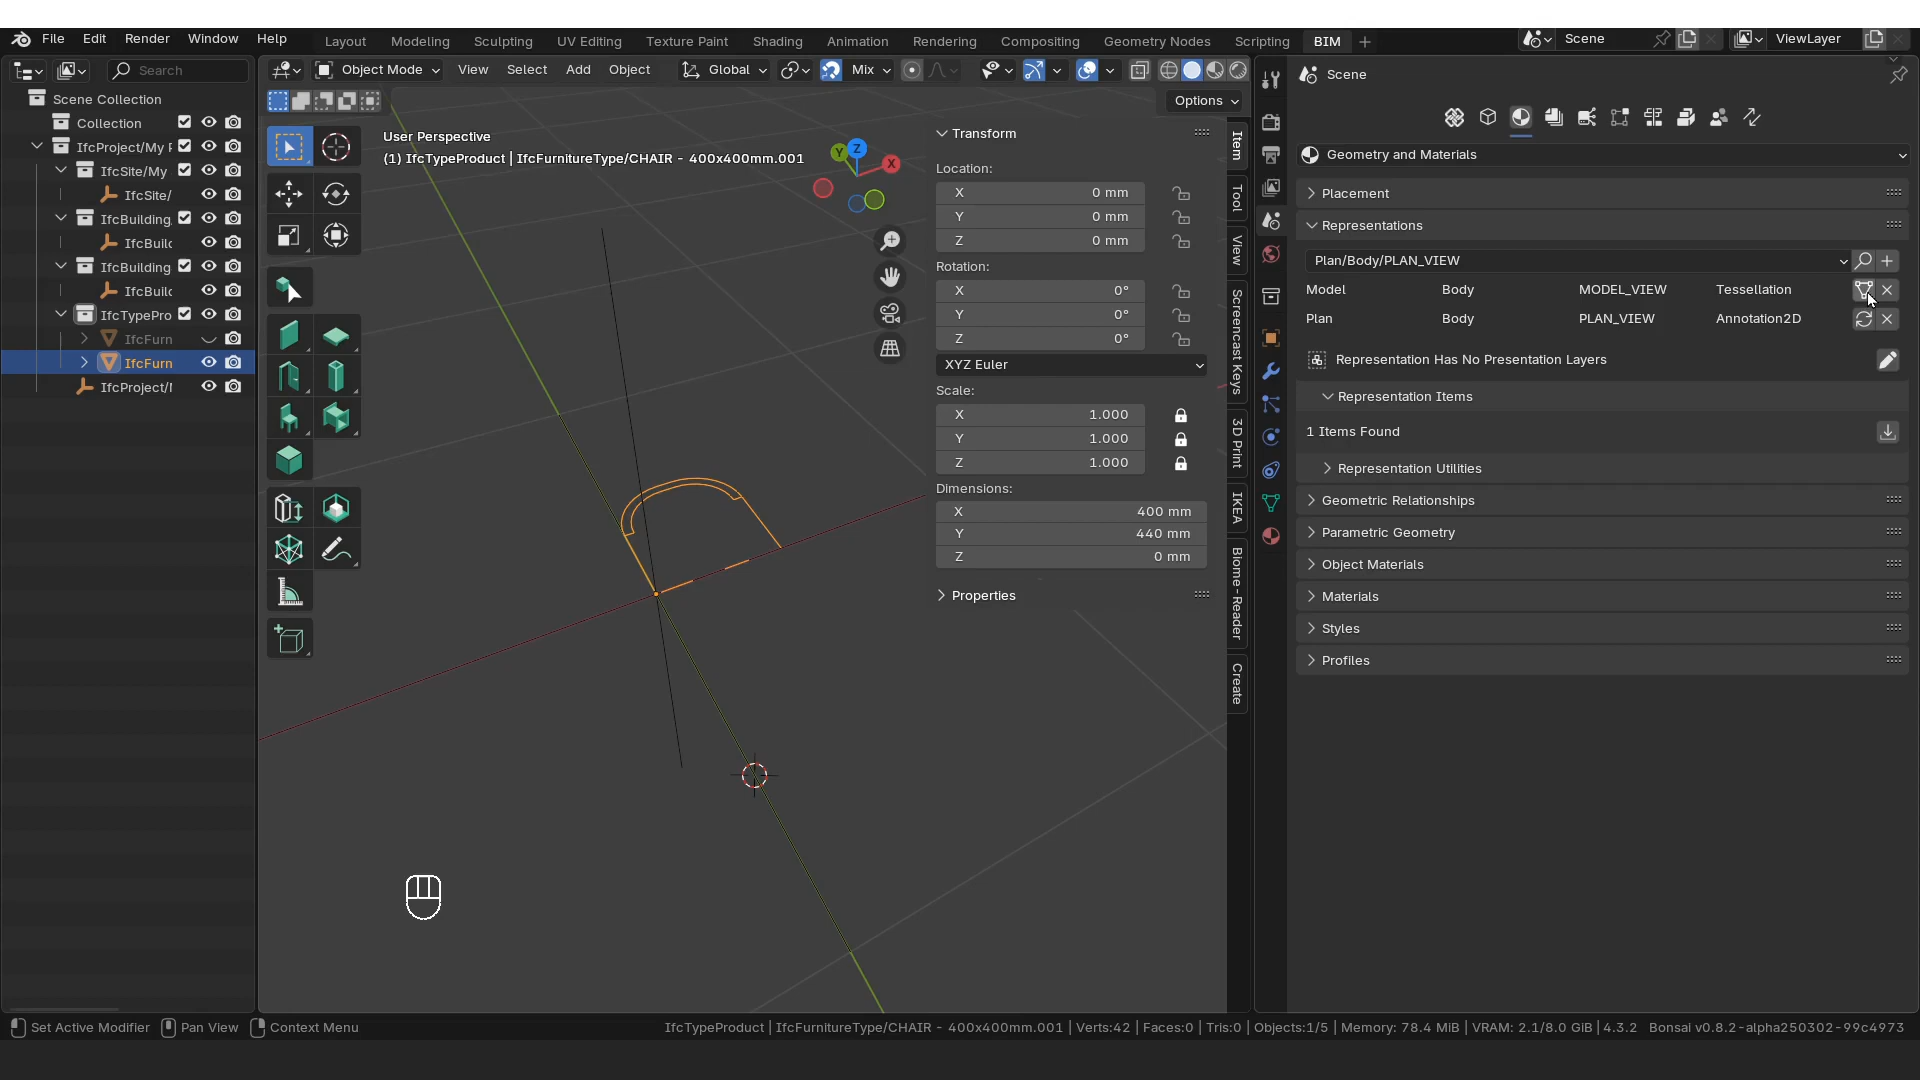 File Edit Render Window Help Layout Modeling Sculpting UV Editing Texture Paint Shading Animation Rendering Compositing Geometry Nodes Scripting BIM Scene ViewLayer
Search
Scene Collection
Collection
IfcProject/My
IfcSite/My
IfcSite/
IfcBuilding
IfcBuilc
IfcBuilding
IfcBuilc
IfcTypePro
IfcFurn
IfcFurn
IfcProject/
Object Mode View Select Add Object Global Mix
Options
User Perspective
(1) IfcTypeProduct | IfcFurnitureType/CHAIR - 400x400mm.001
Z
Y
X
Transform
Location:
X 0 mm
Y 0 mm
Z 0 mm
Rotation:
X 0°
Y 0°
Z 0°
XYZ Euler
Scale:
X 1.000
Y 1.000
Z 1.000
Dimensions:
X 400 mm
Y 440 mm
Z 0 mm
Properties
Item
Tool
View
Screencast Keys
3D Print
IKEA
Biome-Reader
Create
Scene
Geometry and Materials
Placement
Representations
Plan/Body/PLAN_VIEW
Model Body MODEL_VIEW Tessellation
Plan Body PLAN_VIEW Annotation2D
Representation Has No Presentation Layers
Representation Items
1 Items Found
Representation Utilities
Geometric Relationships
Parametric Geometry
Object Materials
Materials
Styles
Profiles
Set Active Modifier Pan View Context Menu IfcTypeProduct | IfcFurnitureType/CHAIR - 400x400mm.001 | Verts:42 | Faces:0 | Tris:0 | Objects:1/5 | Memory: 78.4 MiB | VRAM: 2.1/8.0 GiB | 4.3.2 Bonsai v0.8.2-alpha250302-99c4973